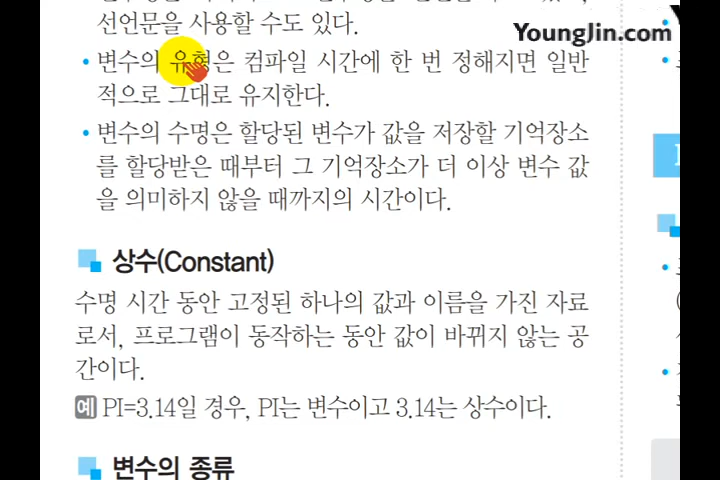 선언문을 사용할 수도 있다.
YoungJin.com
• 변수의 유형은 컴파일 시간에 한 번 정해지면 일반
적으로 그대로 유지한다.
• 변수의 수명은 할당된 변수가 값을 저장할 기억장소
를 할당받은 때부터 그 기억장소가 더 이상 변수 값
을 의미하지 않을 때까지의 시간이다.
상수(Constant)
수명 시간 동안 고정된 하나의 값과 이름을 가진 자료
로서, 프로그램이 동작하는 동안 값이 바뀌지 않는 공
간이다.
예 PI=3.14일 경우, PI는 변수이고 3.14는 상수이다.
변수의 종류